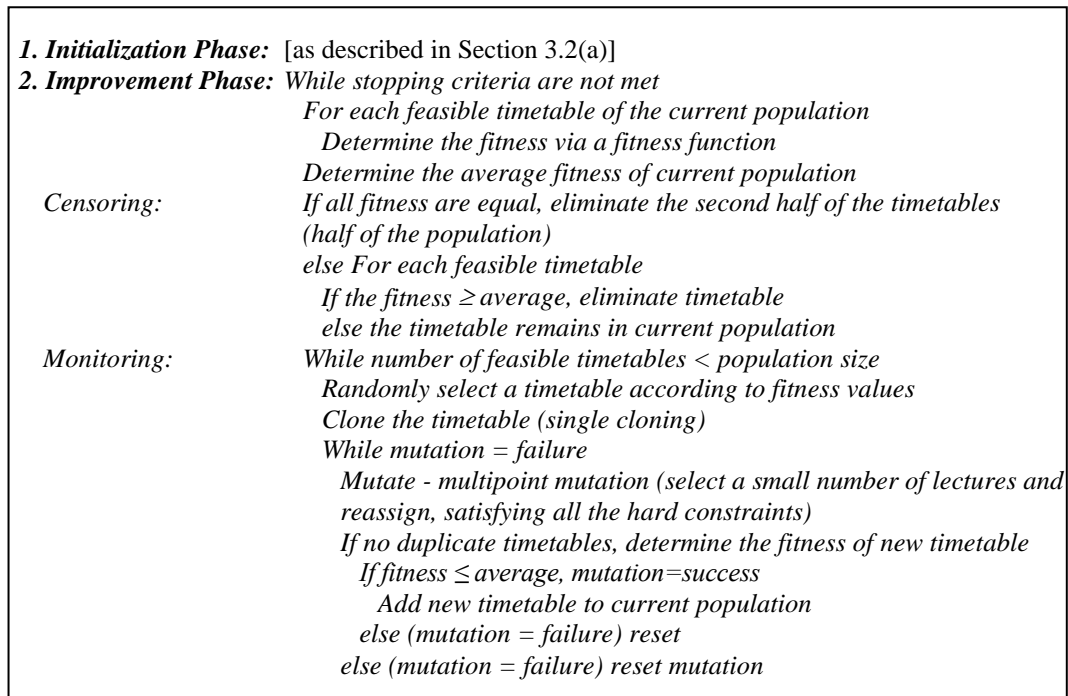 1. Initialization Phase: [as described in Section 3.2(a)]
2. Improvement Phase: While stopping criteria are not met
For each feasible timetable of the current population
Determine the fitness via a fitness function
Determine the average fitness of current population
Censoring: If all fitness are equal, eliminate the second half of the timetables
(half of the population)
else For each feasible timetable
If the fitness ≥ average, eliminate timetable
else the timetable remains in current population
Monitoring: While number of feasible timetables < population size
Randomly select a timetable according to fitness values
Clone the timetable (single cloning)
While mutation = failure
Mutate - multipoint mutation (select a small number of lectures and
reassign, satisfying all the hard constraints)
If no duplicate timetables, determine the fitness of new timetable
If fitness ≤ average, mutation=success
Add new timetable to current population
else (mutation = failure) reset
else (mutation = failure) reset mutation